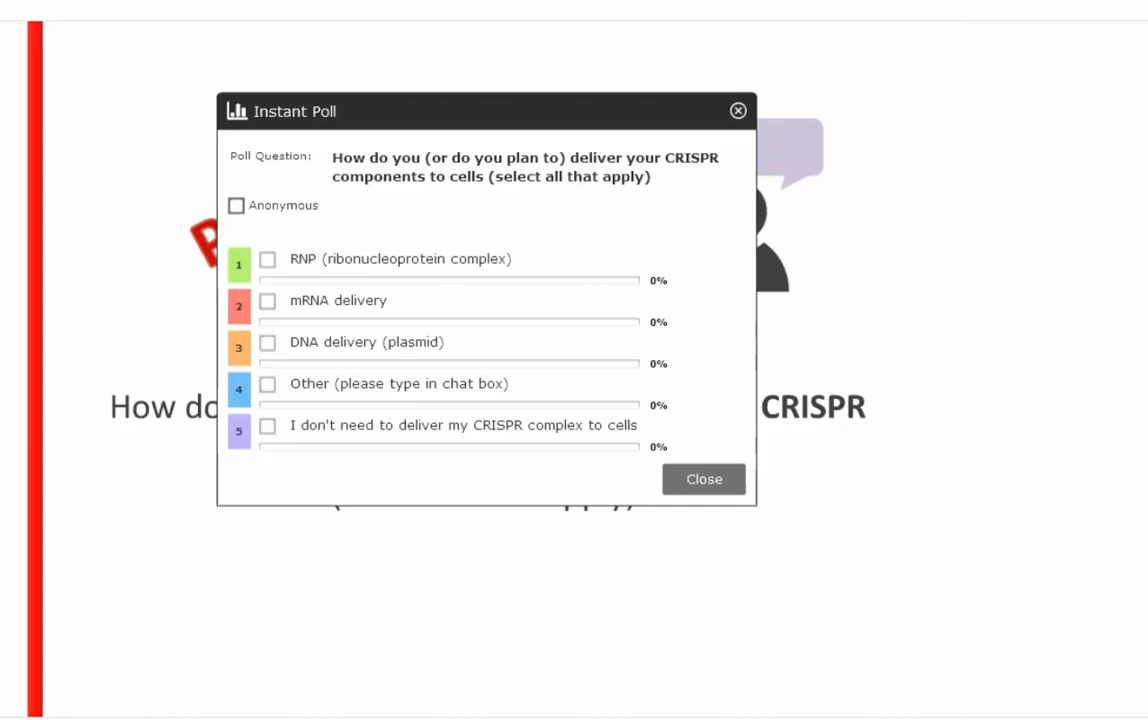 Instant Poll
Poll Question:
How do you (or do you plan to) deliver your CRISPR
components to cells (select all that apply)
Anonymous
1 RNP (ribonucleoprotein complex)
0%
2 mRNA delivery
0%
3 DNA delivery (plasmid)
0%
4 Other (please type in chat box)
0%
5 I don't need to deliver my CRISPR complex to cells
0%
Close
How do
CRISPR